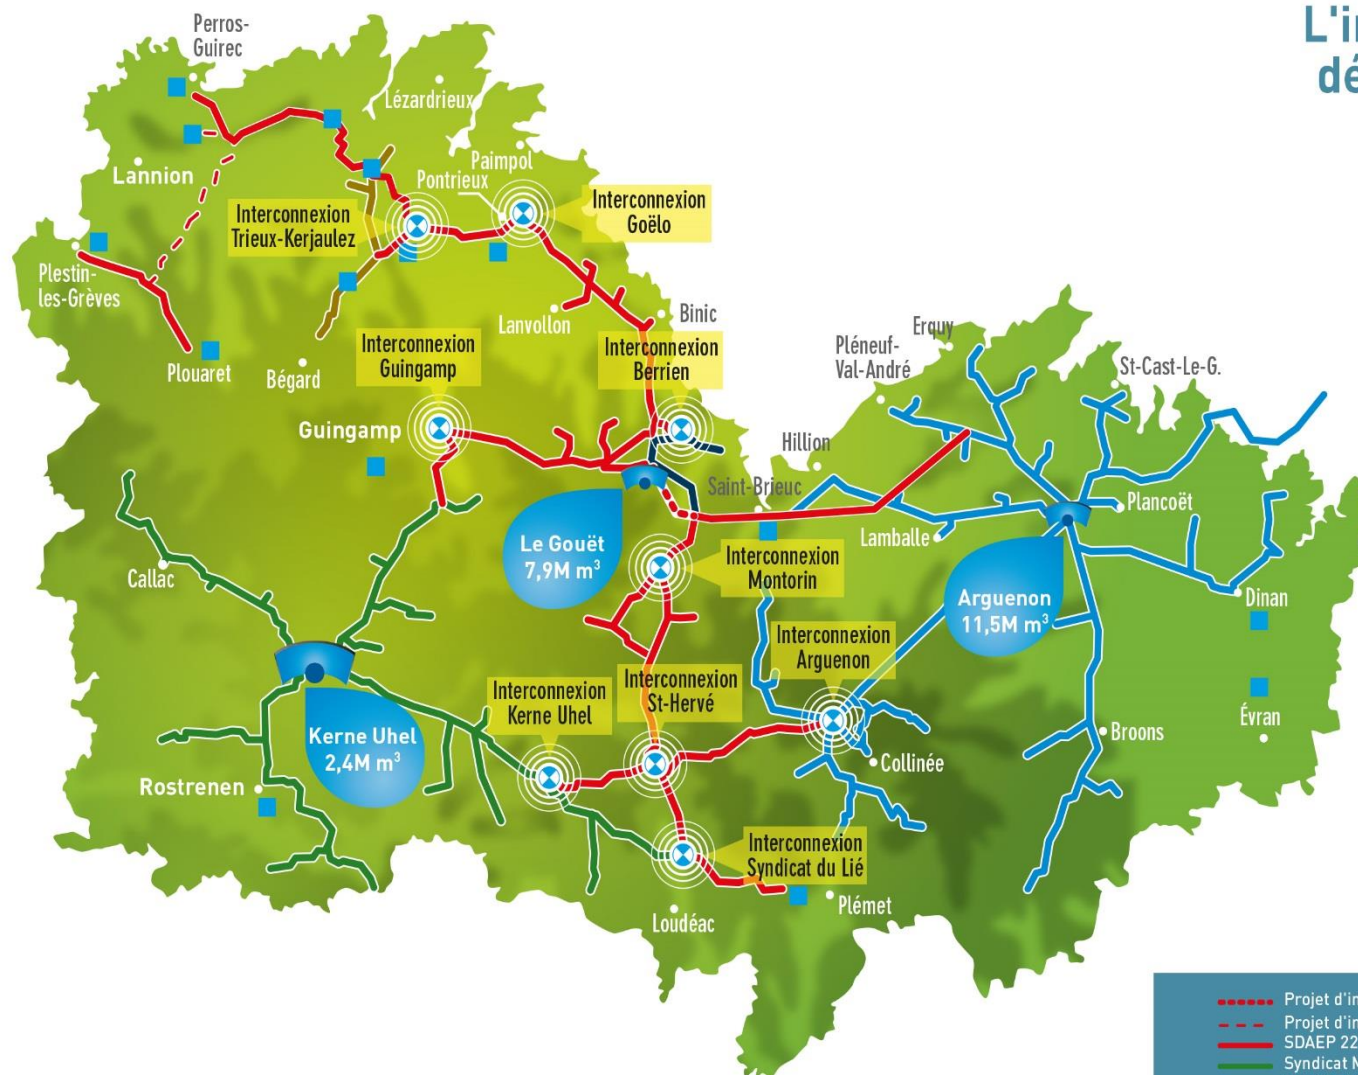 L'i
dé
Perros-
Guirec
Lézardrieux
Paimpol
Pontrieux
Lannion
Interconnexion
Trieux-Kerjaulez
Interconnexion
Goëlo
Plestin-
les-Grèves
Lanvollon
Binic
Erquy
Pléneuf-
Val-André
St-Cast-Le-G.
Interconnexion
Guingamp
Interconnexion
Berrien
Plouaret
Bégard
Guingamp
Hillion
Saint-Brieuc
Plancoët
Lamballe
Le Gouët
7,9M m³
Interconnexion
Montorin
Callac
Arguenon
11,5M m³
Dinan
Interconnexion
Arguenon
Interconnexion
St-Hervé
Interconnexion
Kerne Uhel
Kerne Uhel
2,4M m³
Évran
Broons
Collinée
Rostrenen
Interconnexion
Syndicat du Lié
Plémet
Loudéac
Projet d'i
Projet d'i
SDAEP 22
Syndicat